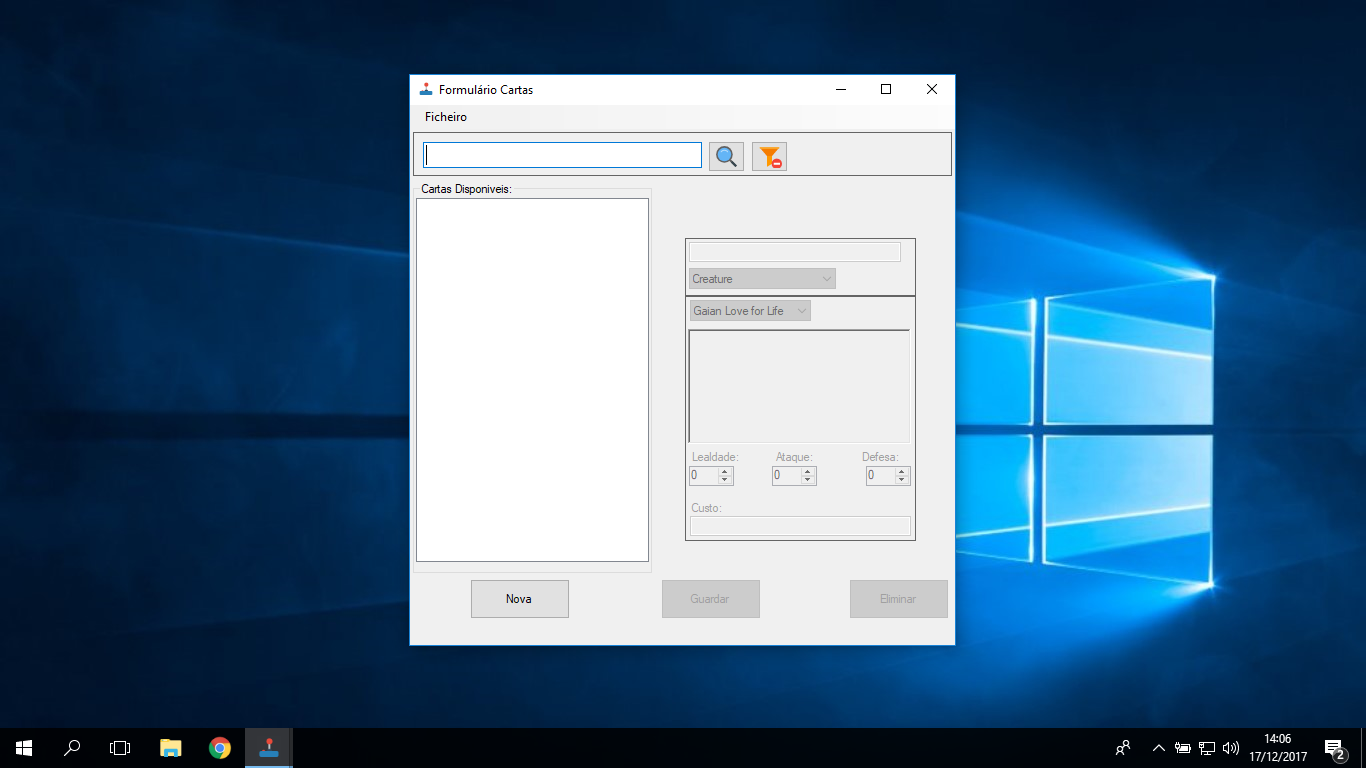 Formulário Cartas
Ficheiro
Cartas Disponiveis:
Creature
Gaian Love for Life
Lealdade: Ataque: Defesa:
0 0 0
Custo:
Nova Guardar Eliminar
14:06
17/12/2017
2